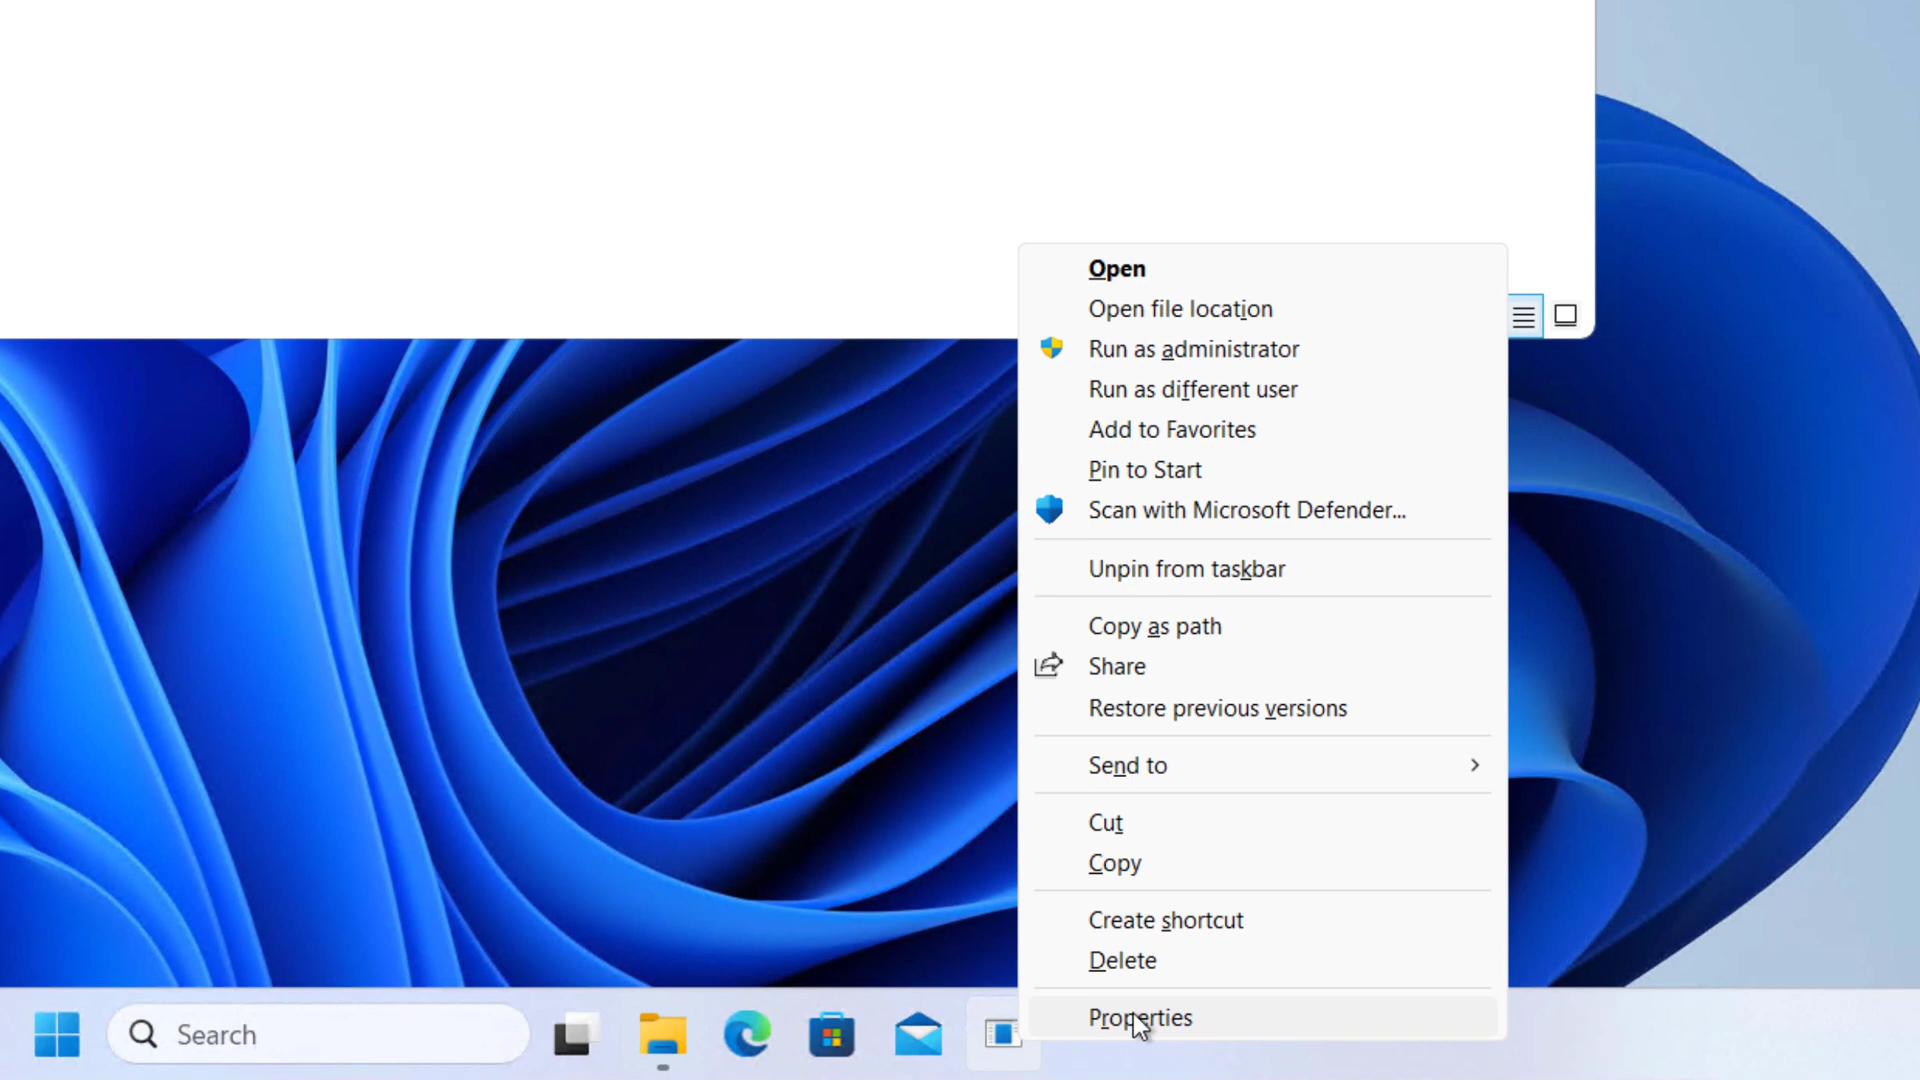 Open
Open file location
Run as administrator
Run as different user
Add to Favorites
Pin to Start
Scan with Microsoft Defender...
Unpin from taskbar
Copy as path
Share
Restore previous versions
Send to
Cut
Copy
Create shortcut
Delete
Properties
Search